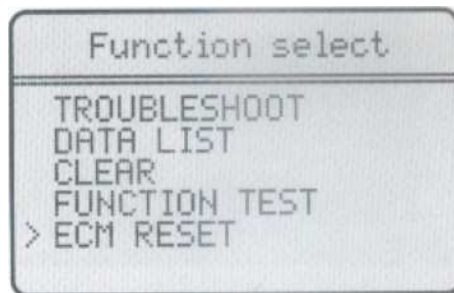 Function select
TROUBLESHOOT
DATA LIST
CLEAR
FUNCTION TEST
> ECM RESET